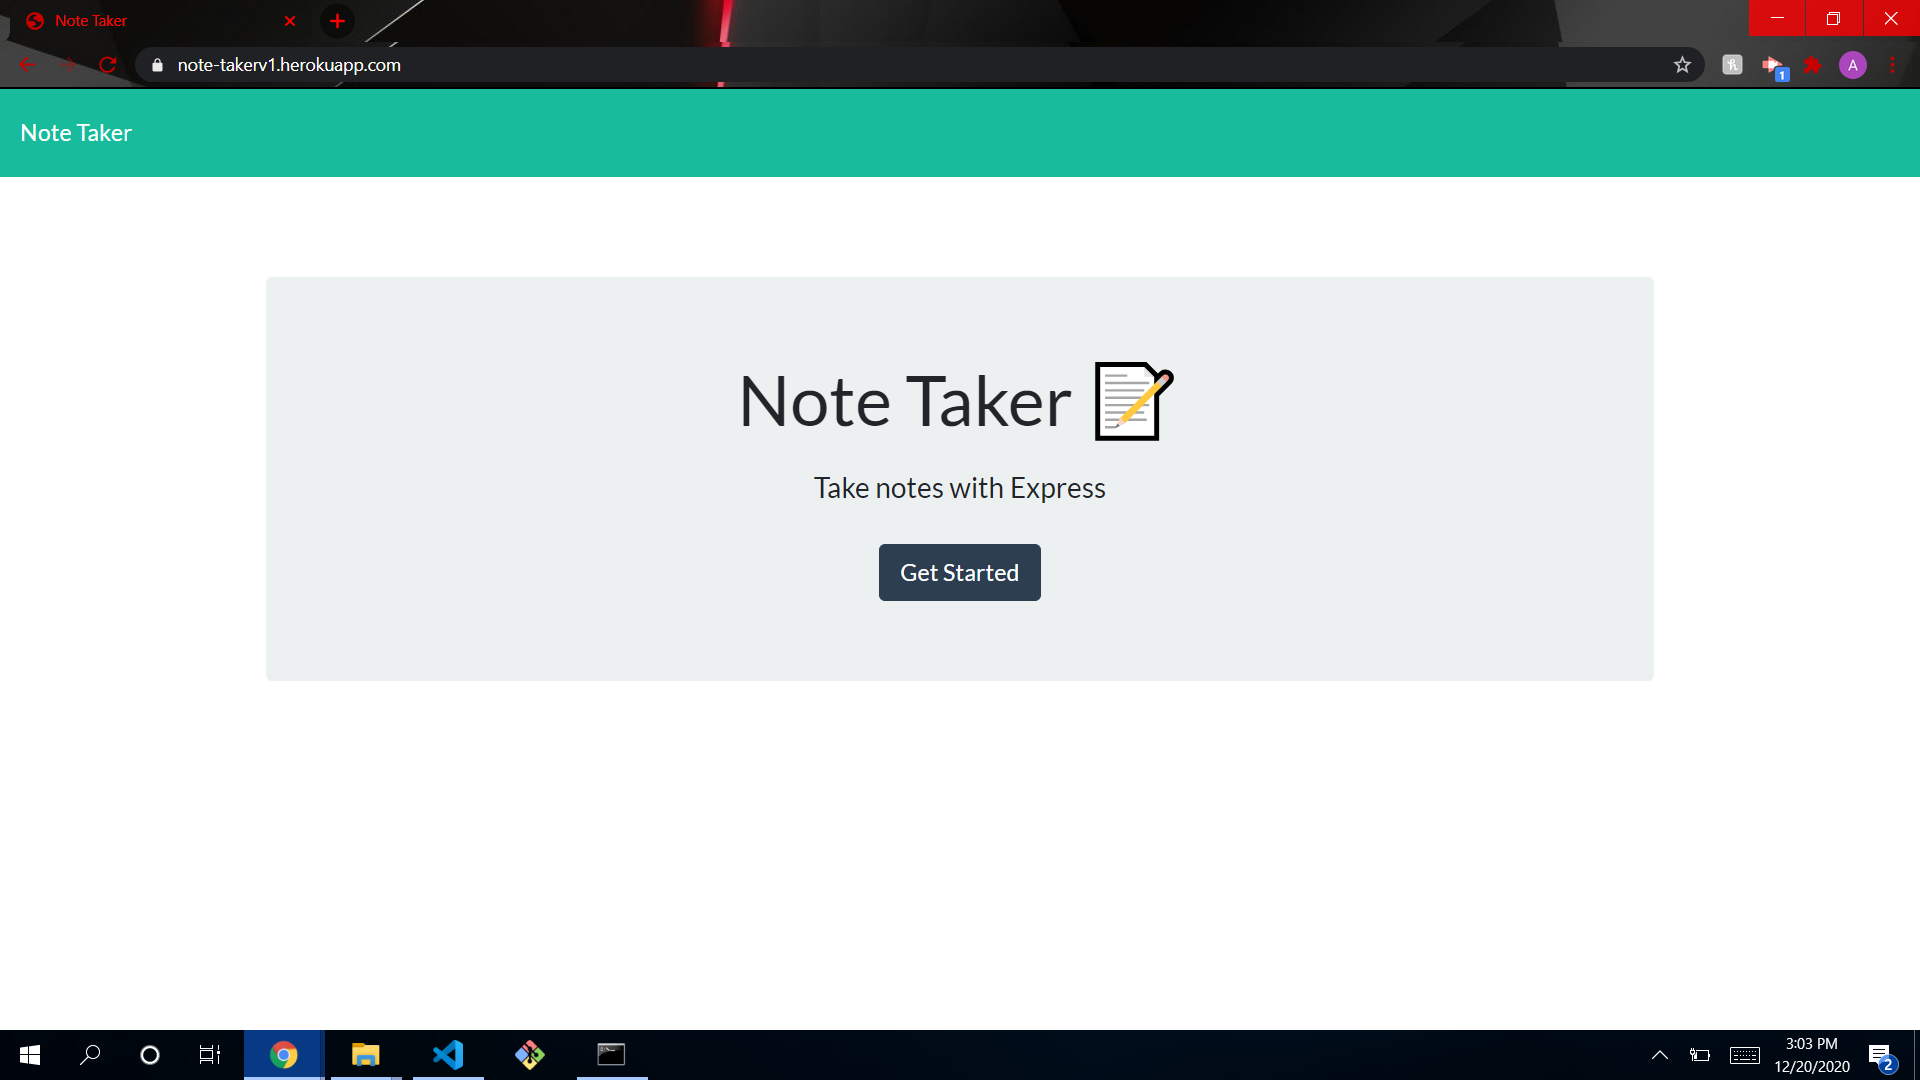 Note Taker
note-takerv1.herokuapp.com
1
A
Note Taker
Note Taker
Take notes with Express
Get Started
3:03 PM
12/20/2020
2